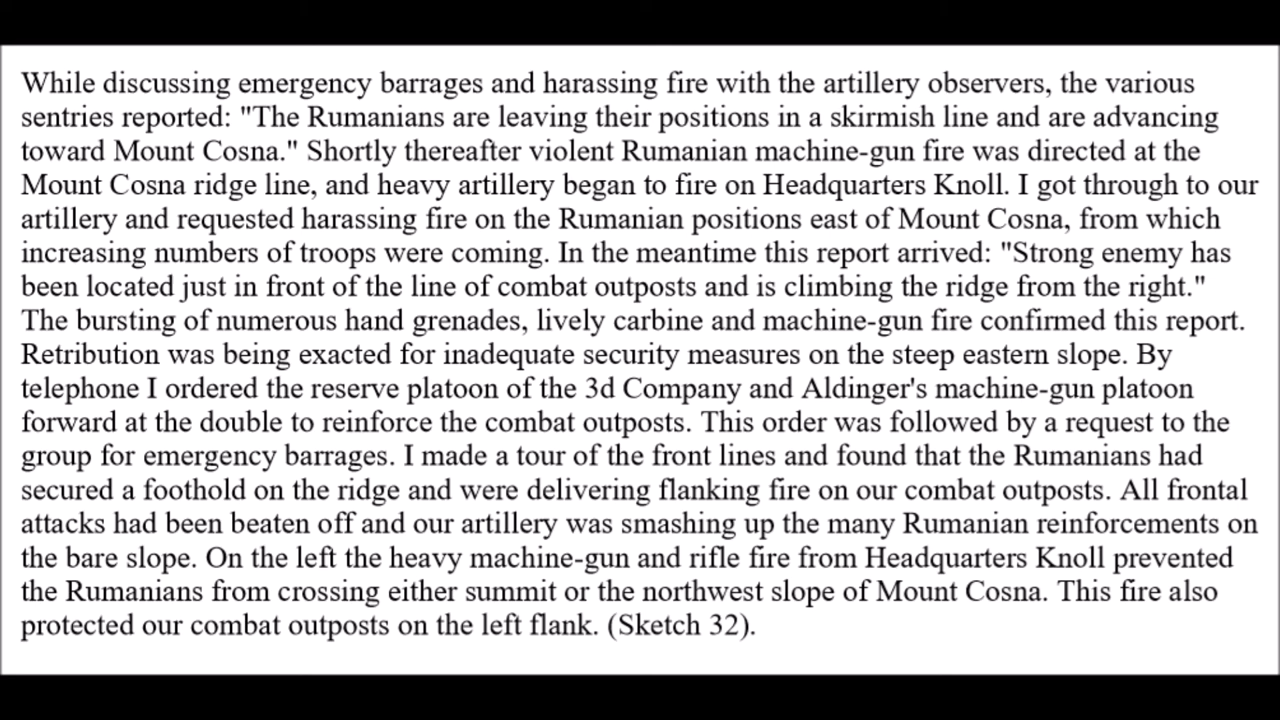 While discussing emergency barrages and harassing fire with the artillery observers, the various
sentries reported: "The Rumanians are leaving their positions in a skirmish line and are advancing
toward Mount Cosna." Shortly thereafter violent Rumanian machine-gun fire was directed at the
Mount Cosna ridge line, and heavy artillery began to fire on Headquarters Knoll. I got through to our
artillery and requested harassing fire on the Rumanian positions east of Mount Cosna, from which
increasing numbers of troops were coming. In the meantime this report arrived: "Strong enemy has
been located just in front of the line of combat outposts and is climbing the ridge from the right."
The bursting of numerous hand grenades, lively carbine and machine-gun fire confirmed this report.
Retribution was being exacted for inadequate security measures on the steep eastern slope. By
telephone I ordered the reserve platoon of the 3d Company and Aldinger's machine-gun platoon
forward at the double to reinforce the combat outposts. This order was followed by a request to the
group for emergency barrages. I made a tour of the front lines and found that the Rumanians had
secured a foothold on the ridge and were delivering flanking fire on our combat outposts. All frontal
attacks had been beaten off and our artillery was smashing up the many Rumanian reinforcements on
the bare slope. On the left the heavy machine-gun and rifle fire from Headquarters Knoll prevented
the Rumanians from crossing either summit or the northwest slope of Mount Cosna. This fire also
protected our combat outposts on the left flank. (Sketch 32).